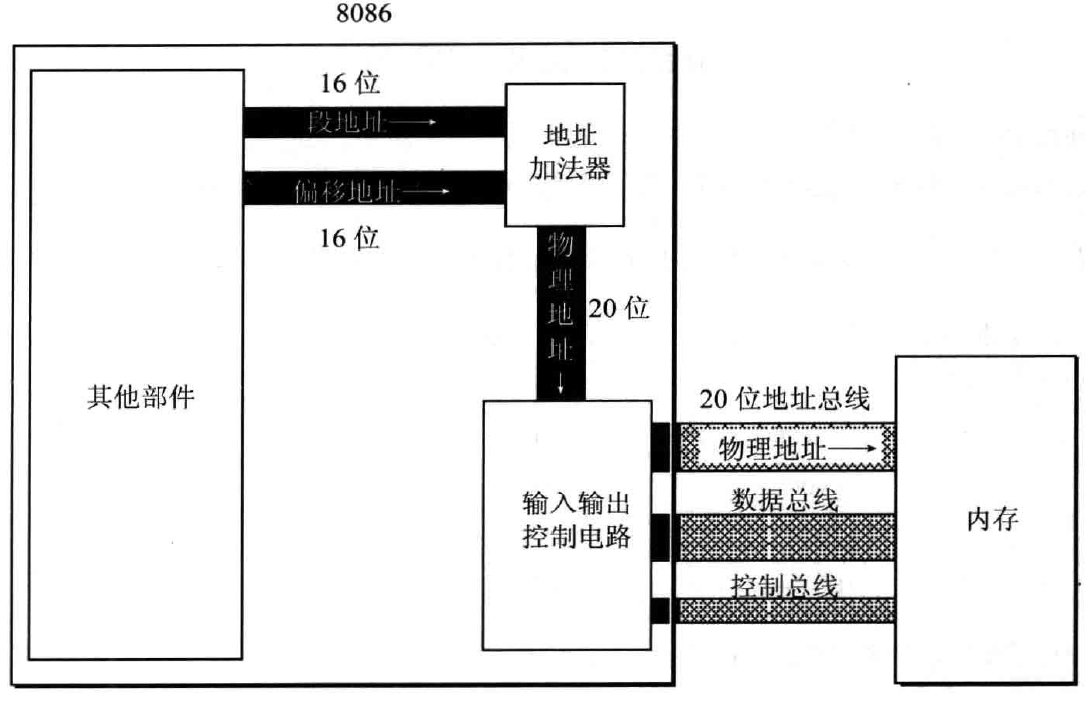 8086
16 位
段地址
地址
加法器
偏移地址
16 位
物
理
地
址
20 位
其他部件
20 位地址总线
物理地址
输入输出
控制电路
数据总线
内存
控制总线